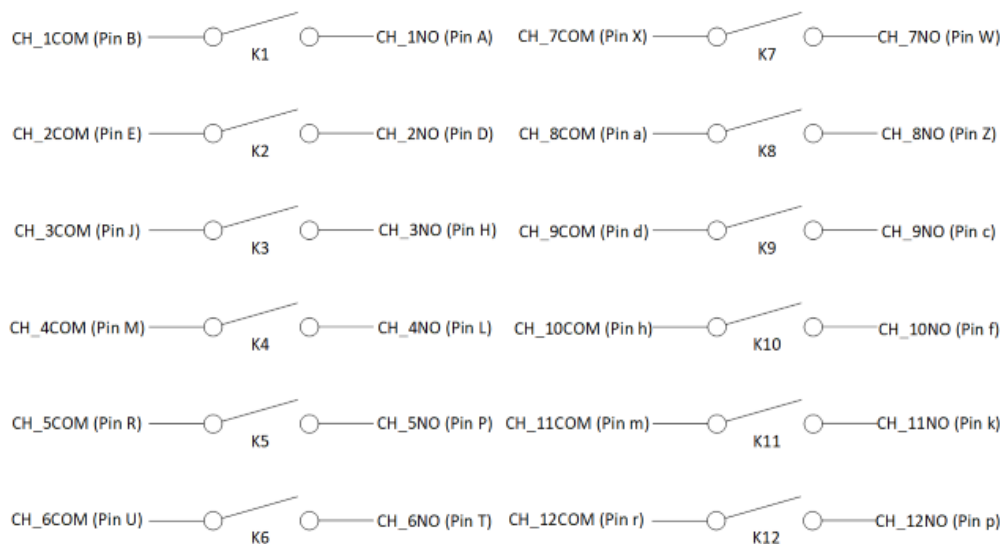 CH_1COM (Pin B) K1 CH_1NO (Pin A) CH_7COM (Pin X) K7 CH_7NO (Pin W)
CH_2COM (Pin E) K2 CH_2NO (Pin D) CH_8COM (Pin a) K8 CH_8NO (Pin Z)
CH_3COM (Pin J) K3 CH_3NO (Pin H) CH_9COM (Pin d) K9 CH_9NO (Pin c)
CH_4COM (Pin M) K4 CH_4NO (Pin L) CH_10COM (Pin h) K10 CH_10NO (Pin f)
CH_5COM (Pin R) K5 CH_5NO (Pin P) CH_11COM (Pin m) K11 CH_11NO (Pin k)
CH_6COM (Pin U) K6 CH_6NO (Pin T) CH_12COM (Pin r) K12 CH_12NO (Pin p)